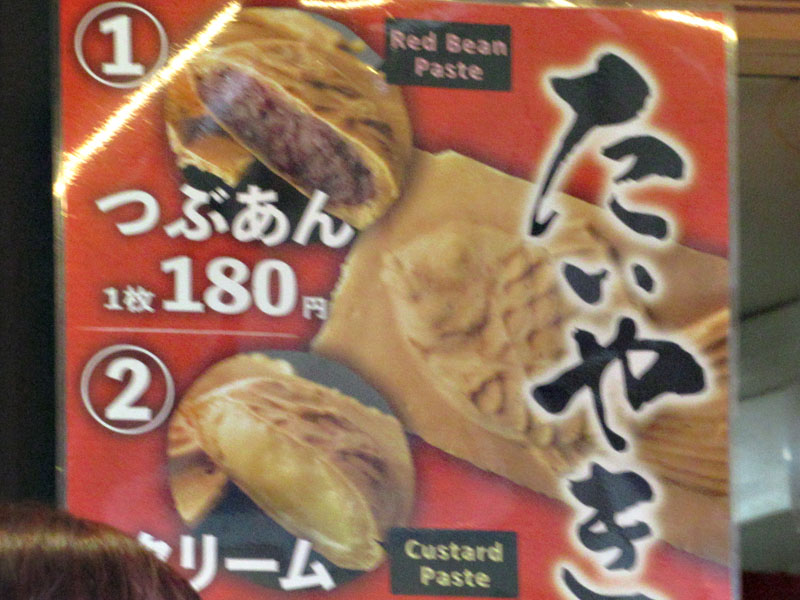 ①
Red Bean
Paste
つぶあん
1枚 180円
②
クリーム
Custard
Paste
たいやき